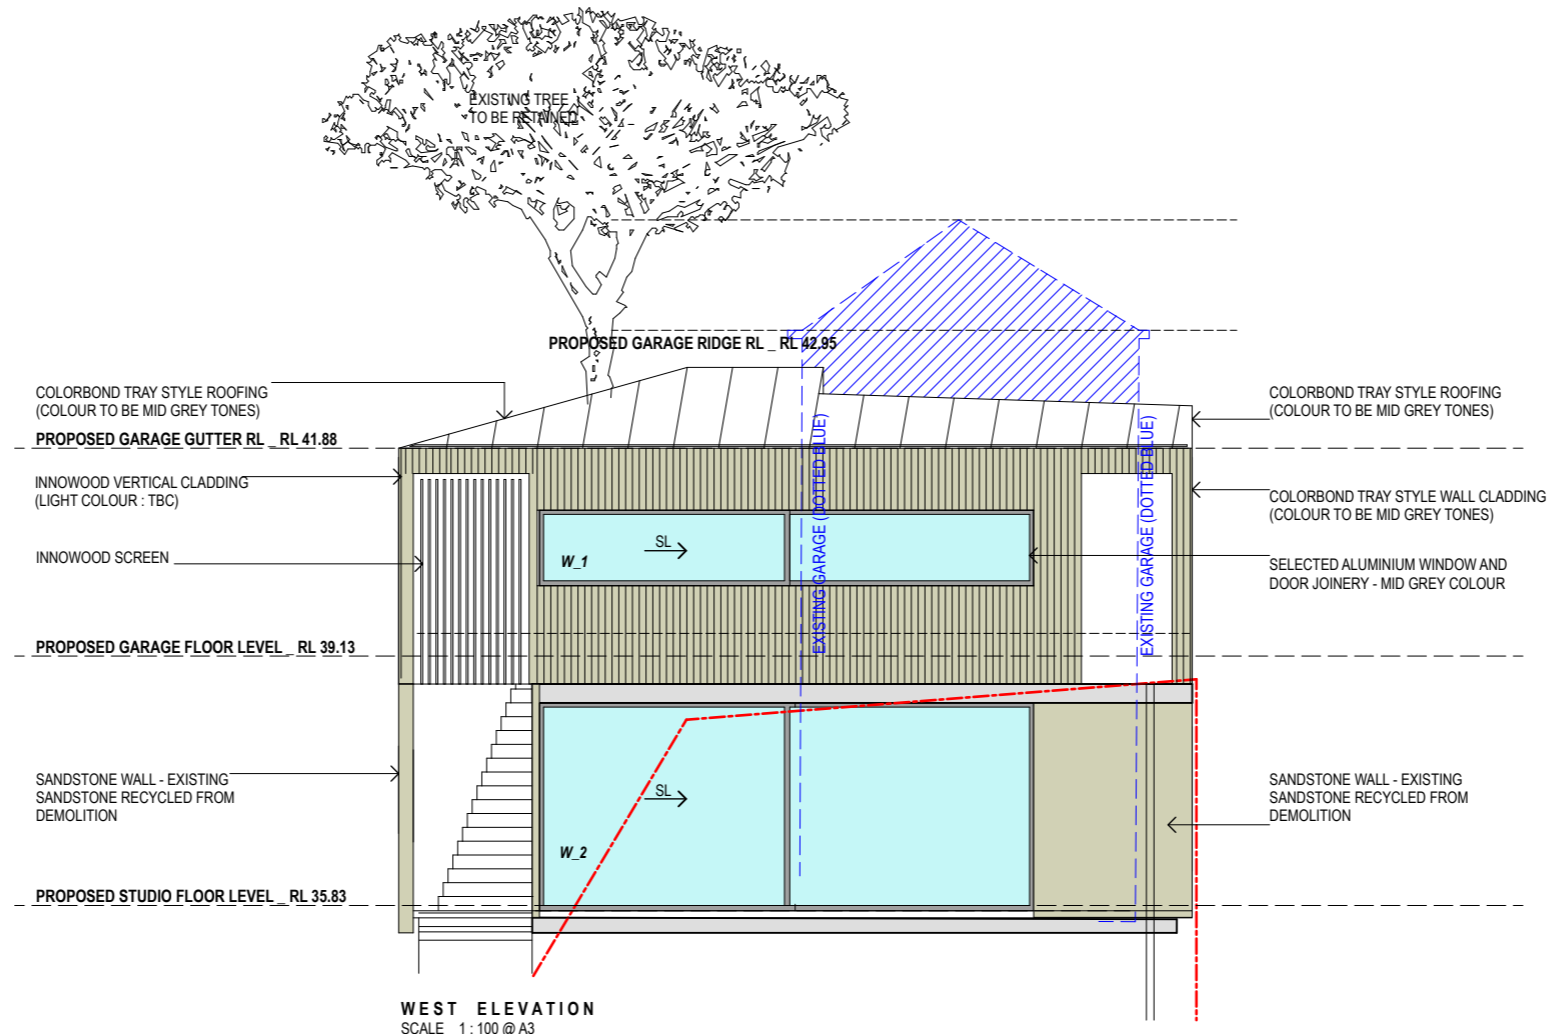 EXISTING TREE
TO BE RETAINED
PROPOSED GARAGE RIDGE RL _ RL 42.95
COLORBOND TRAY STYLE ROOFING
(COLOUR TO BE MID GREY TONES)
PROPOSED GARAGE GUTTER RL _ RL 41.88
INNOWOOD VERTICAL CLADDING
(LIGHT COLOUR : TBC)
INNOWOOD SCREEN
PROPOSED GARAGE FLOOR LEVEL _ RL 39.13
SANDSTONE WALL - EXISTING
SANDSTONE RECYCLED FROM
DEMOLITION
PROPOSED STUDIO FLOOR LEVEL _ RL 35.83
SL
W_1
SL
W_2
EXISTING GARAGE (DOTTED BLUE)
EXISTING GARAGE (DOTTED BLUE)
COLORBOND TRAY STYLE ROOFING
(COLOUR TO BE MID GREY TONES)
COLORBOND TRAY STYLE WALL CLADDING
(COLOUR TO BE MID GREY TONES)
SELECTED ALUMINIUM WINDOW AND
DOOR JOINERY - MID GREY COLOUR
SANDSTONE WALL - EXISTING
SANDSTONE RECYCLED FROM
DEMOLITION
WEST ELEVATION
SCALE 1 : 100 @ A3